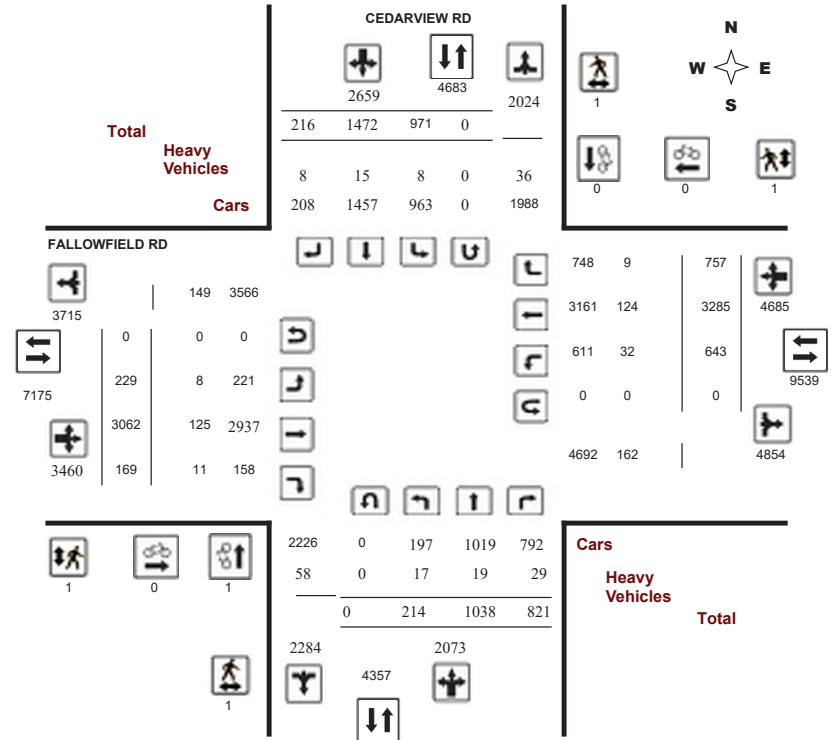 CEDARVIEW RD
N
W E
S
2659
4683
2024
1
Total
216 1472 971 0
Heavy
Vehicles
8 15 8 0 36
Cars
208 1457 963 0 1988
0 0 1
FALLOWFIELD RD
3715
149 3566
0 0 0
7175
229 8 221
3062 125 2937
3460
169 11 158
748 9 757
3161 124 3285
4685
611 32 643
9539
0 0 0
4692 162
4854
1 0 1
1
2226 0 197 1019 792
58 0 17 19 29
0 214 1038 821
2284
4357
2073
Cars
Heavy
Vehicles
Total